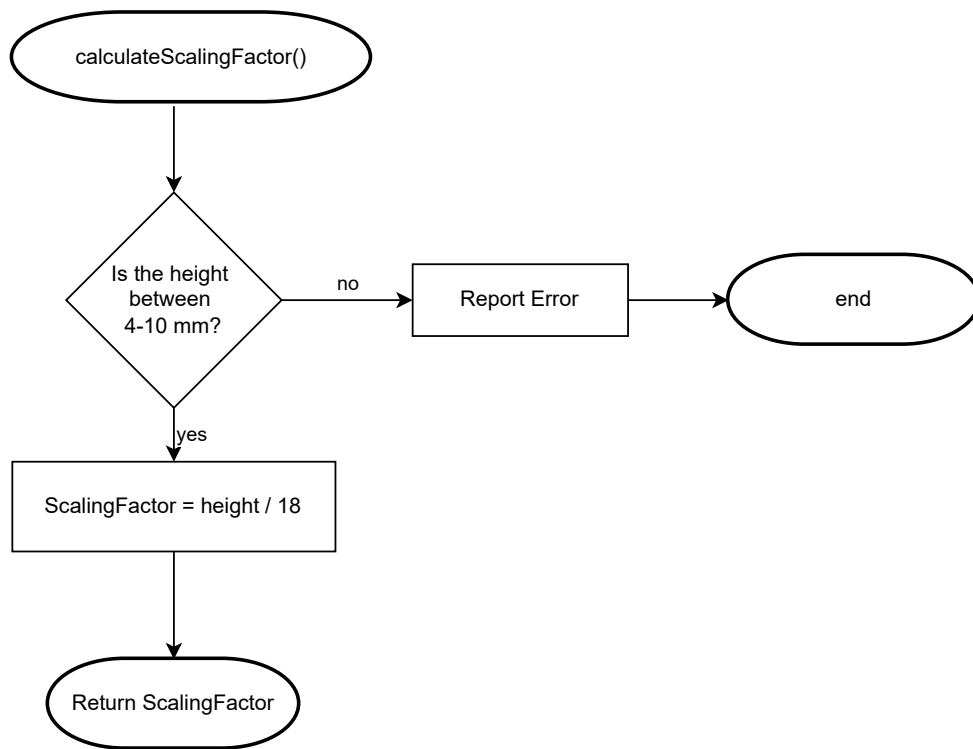 calculateScalingFactor()
Is the height
between
4-10 mm?
no
Report Error
end
yes
ScalingFactor = height / 18
Return ScalingFactor